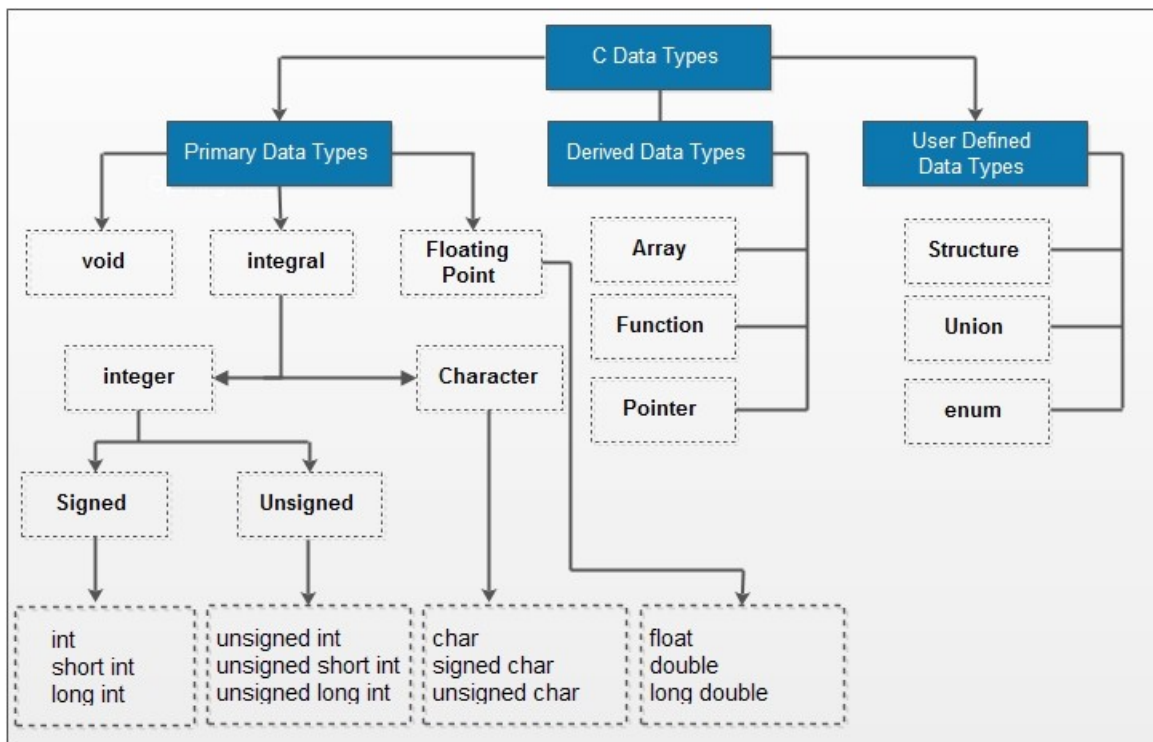 C Data Types
Primary Data Types
Derived Data Types
User Defined
Data Types
void
integral
Floating
Point
Array
Structure
Function
Union
integer
Character
Pointer
enum
Signed
Unsigned
int
short int
long int
unsigned int
unsigned short int
unsigned long int
char
signed char
unsigned char
float
double
long double